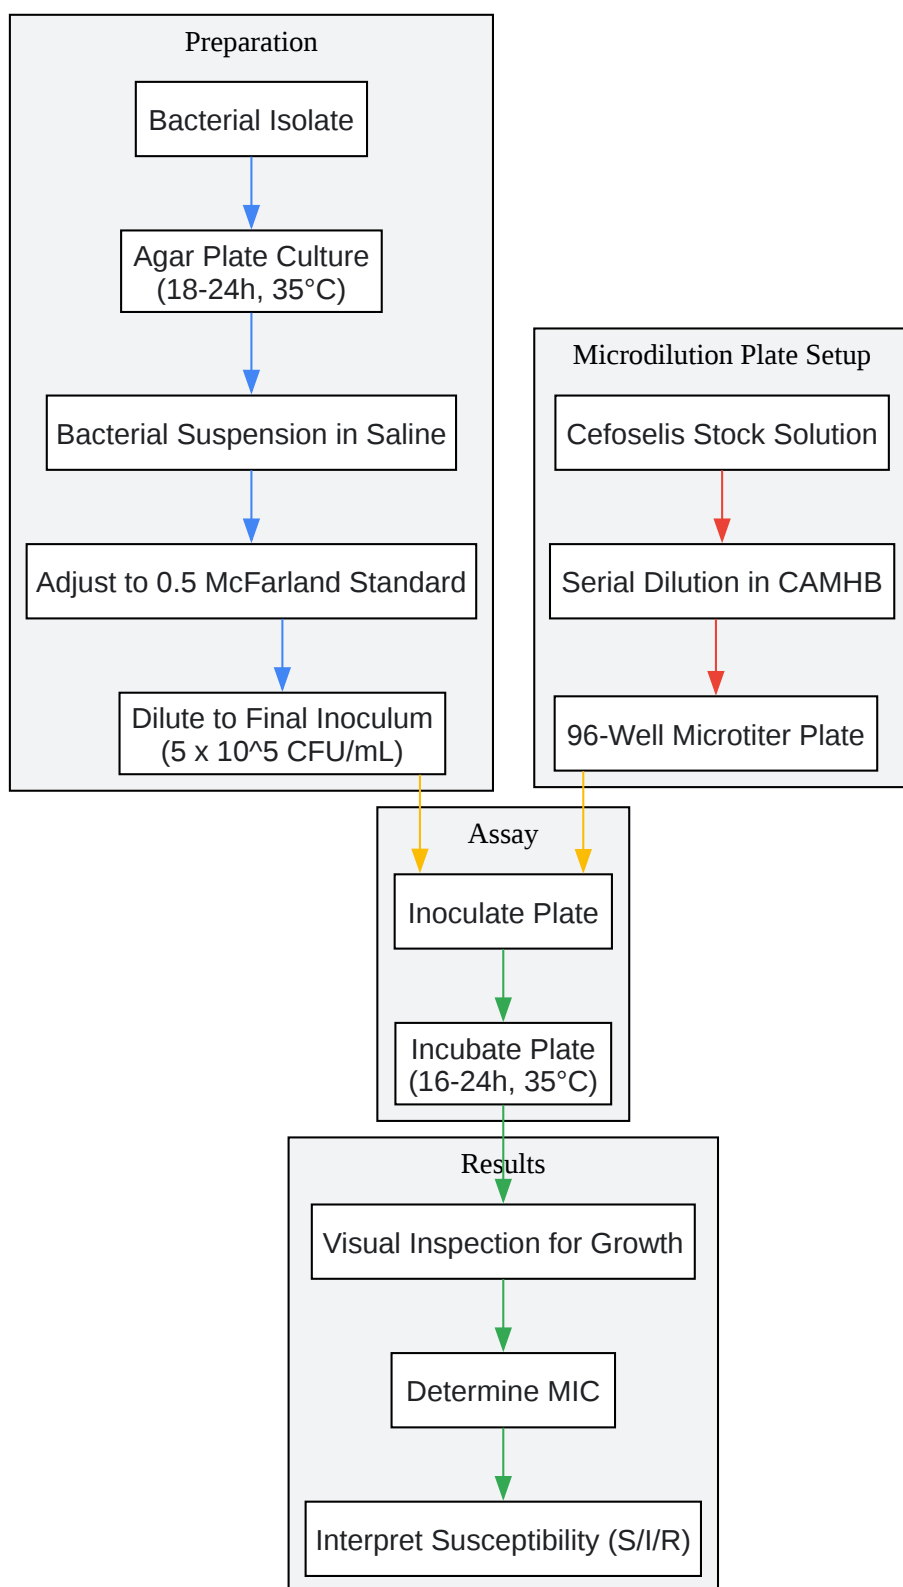 Preparation
Bacterial Isolate
Agar Plate Culture
(18-24h, 35°C)
Bacterial Suspension in Saline
Adjust to 0.5 McFarland Standard
Dilute to Final Inoculum
(5 x 10^5 CFU/mL)
Microdilution Plate Setup
Cefoselis Stock Solution
Serial Dilution in CAMHB
96-Well Microtiter Plate
Assay
Inoculate Plate
Incubate Plate
(16-24h, 35°C)
Results
Visual Inspection for Growth
Determine MIC
Interpret Susceptibility (S/I/R)